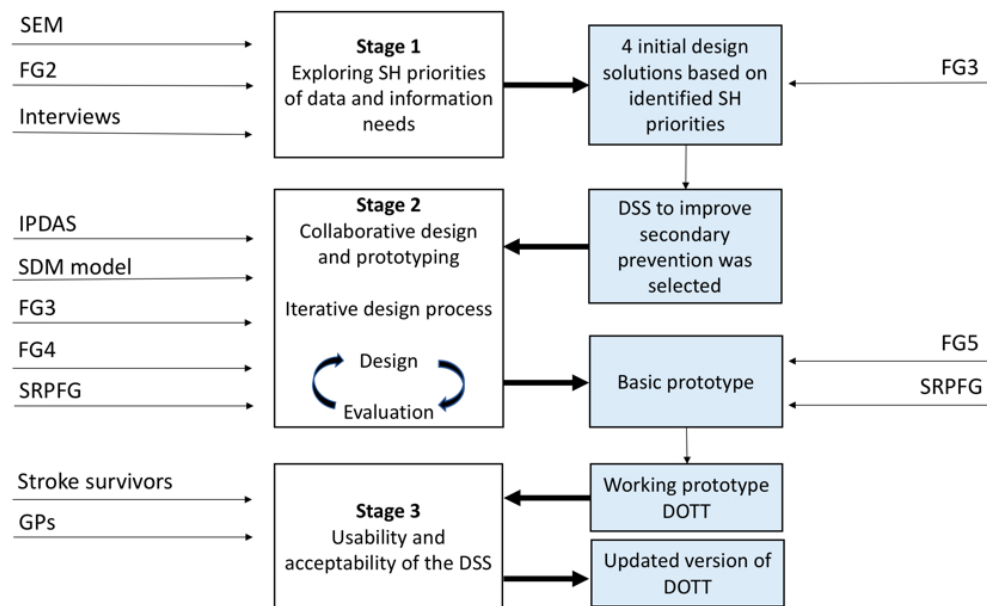 SEM
FG2
Interviews
Stage 1
Exploring SH priorities
of data and information
needs
4 initial design
solutions based on
identified SH
priorities
FG3
IPDAS
SDM model
FG3
FG4
SRPFG
Stage 2
Collaborative design
and prototyping
Iterative design process
Design
Evaluation
DSS to improve
secondary
prevention was
selected
Basic prototype
FG5
SRPFG
Stroke survivors
GPs
Stage 3
Usability and
acceptability of the DSS
Working prototype
DOTT
Updated version of
DOTT